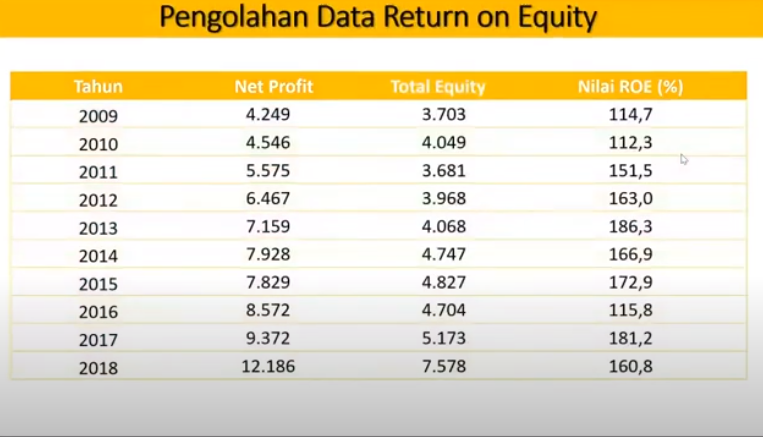 Pengolahan Data Return on Equity
Tahun Net Profit Total Equity Nilai ROE (%)
2009 4.249 3.703 114,7
2010 4.546 4.049 112,3
2011 5.575 3.681 151,5
2012 6.467 3.968 163,0
2013 7.159 4.068 186,3
2014 7.928 4.747 166,9
2015 7.829 4.827 172,9
2016 8.572 4.704 115,8
2017 9.372 5.173 181,2
2018 12.186 7.578 160,8